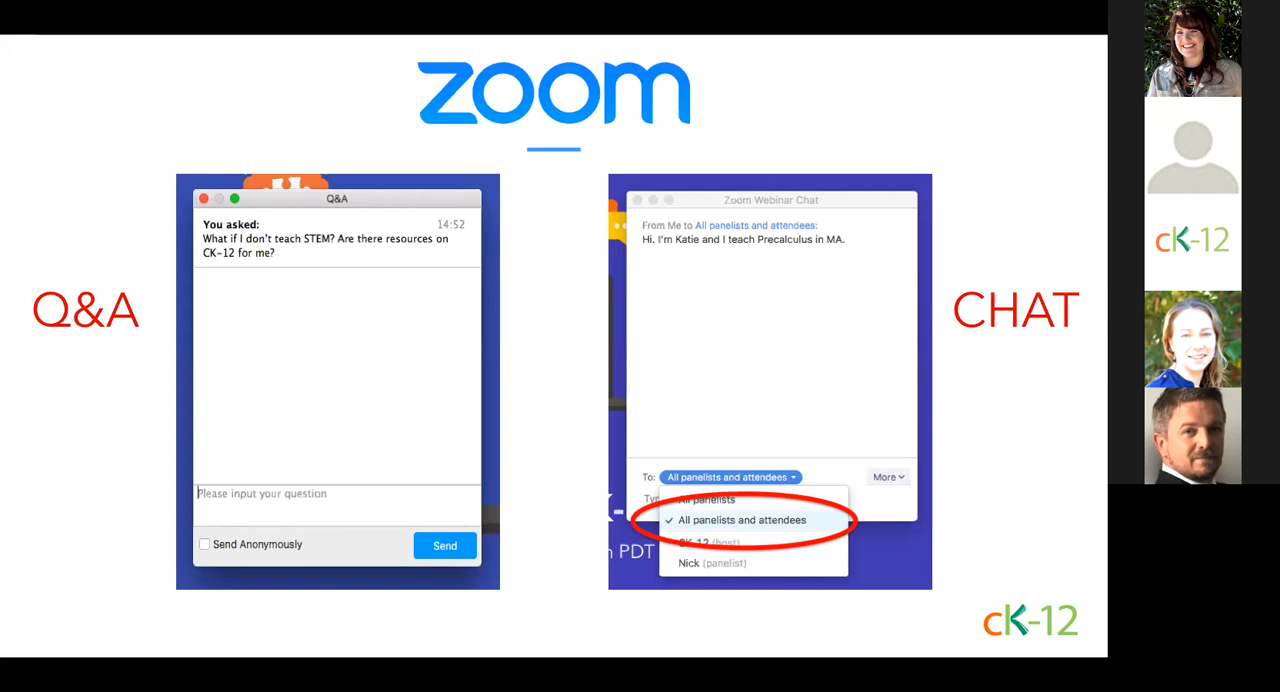 zoom
Q&A
Q&A
You asked:
14:52
What if I don't teach STEM? Are there resources on
CK-12 for me?
Please input your question
Send Anonymously
Send
Zoom Webinar Chat
From Me to All panelists and attendees:
Hi. I'm Katie and I teach Precalculus in MA.
To: All panelists and attendees
More
All panelists
All panelists and attendees
CK-12 (host)
Nick (panelist)
PDT
CHAT
cK-12
cK-12